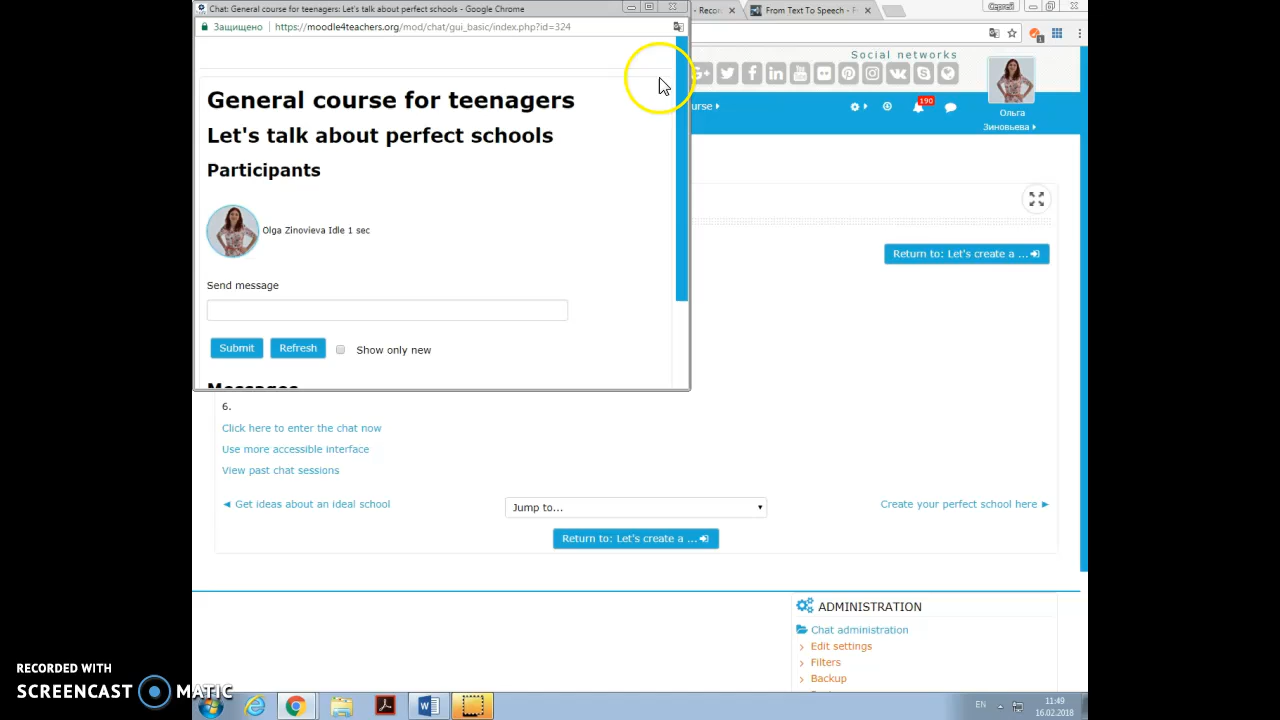 Chat: General course for teenagers: Let's talk about perfect schools - Google Chrome
Защищено
https://moodle4teachers.org/mod/chat/gui_basic/index.php?id=324
General course for teenagers
Let's talk about perfect schools
Participants
Olga Zinovieva Idle 1 sec
Send message
Submit
Refresh
Show only new
Messages
From Text To Speech -
Сергей
Social networks
190
Ольга
Зиновьева
Return to: Let's create a ...
6.
Click here to enter the chat now
Use more accessible interface
View past chat sessions
◄ Get ideas about an ideal school
Jump to...
Create your perfect school here ►
Return to: Let's create a ...
ADMINISTRATION
Chat administration
Edit settings
Filters
Backup
RECORDED WITH
SCREENCAST MATIC
EN
11:49
16.02.2018